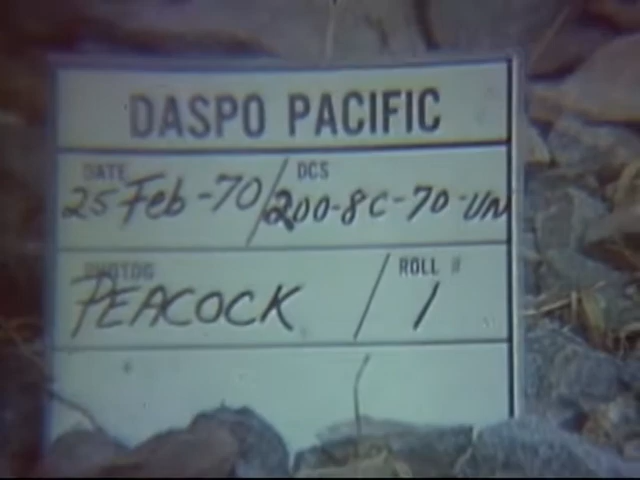 DASPO PACIFIC
DATE DCS
25 Feb-70/200-8C-70-UN
PHOTOG ROLL #
PEACOCK / 1